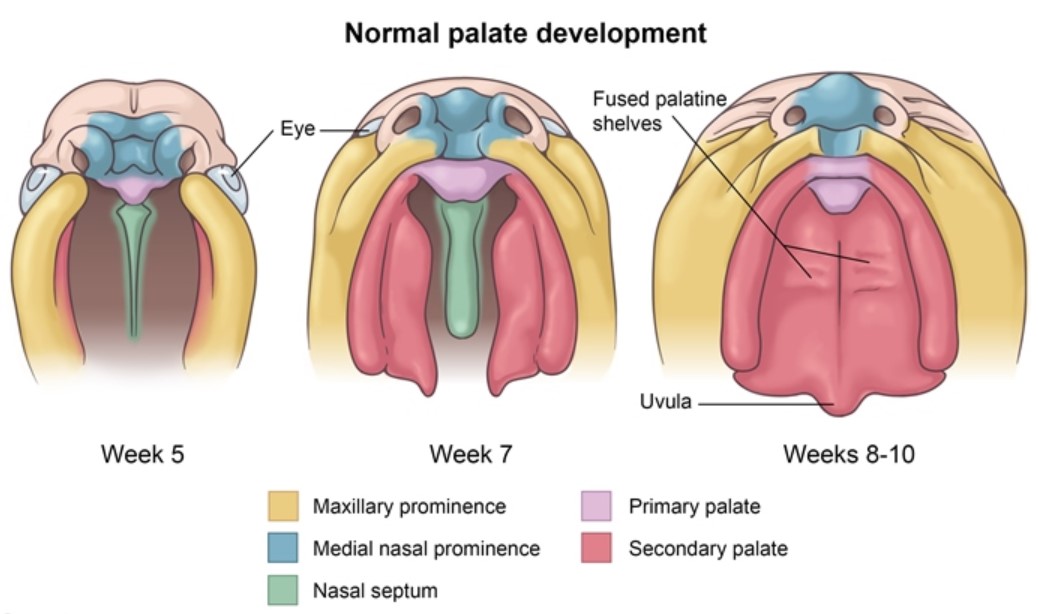 Normal palate development
Eye
Fused palatine
shelves
Uvula
Week 5
Week 7
Weeks 8-10
Maxillary prominence
Primary palate
Medial nasal prominence
Secondary palate
Nasal septum